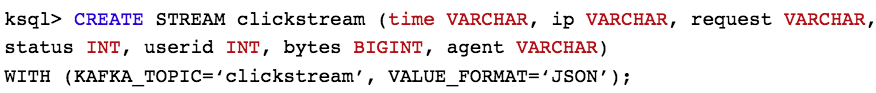 ksql> CREATE STREAM clickstream (time VARCHAR, ip VARCHAR, request VARCHAR,
status INT, userid INT, bytes BIGINT, agent VARCHAR)
WITH (KAFKA_TOPIC=‘clickstream’, VALUE_FORMAT=‘JSON’);